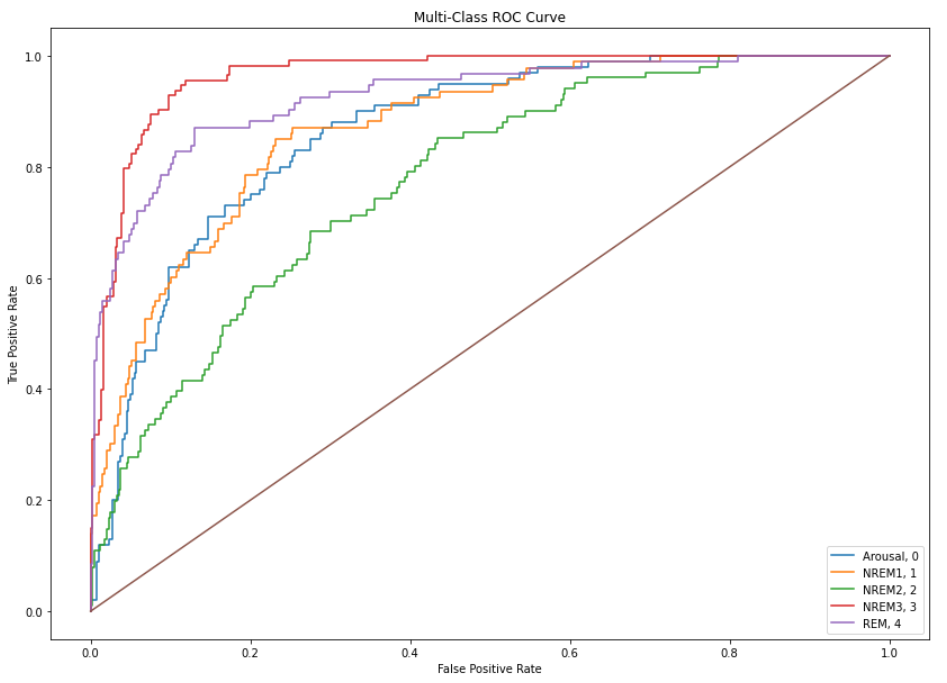 Multi-Class ROC Curve
True Positive Rate
1.0
0.8
0.6
0.4
0.2
0.0
Arousal, 0
NREM1, 1
NREM2, 2
NREM3, 3
REM, 4
0.0 0.2 0.4 0.6 0.8 1.0
False Positive Rate